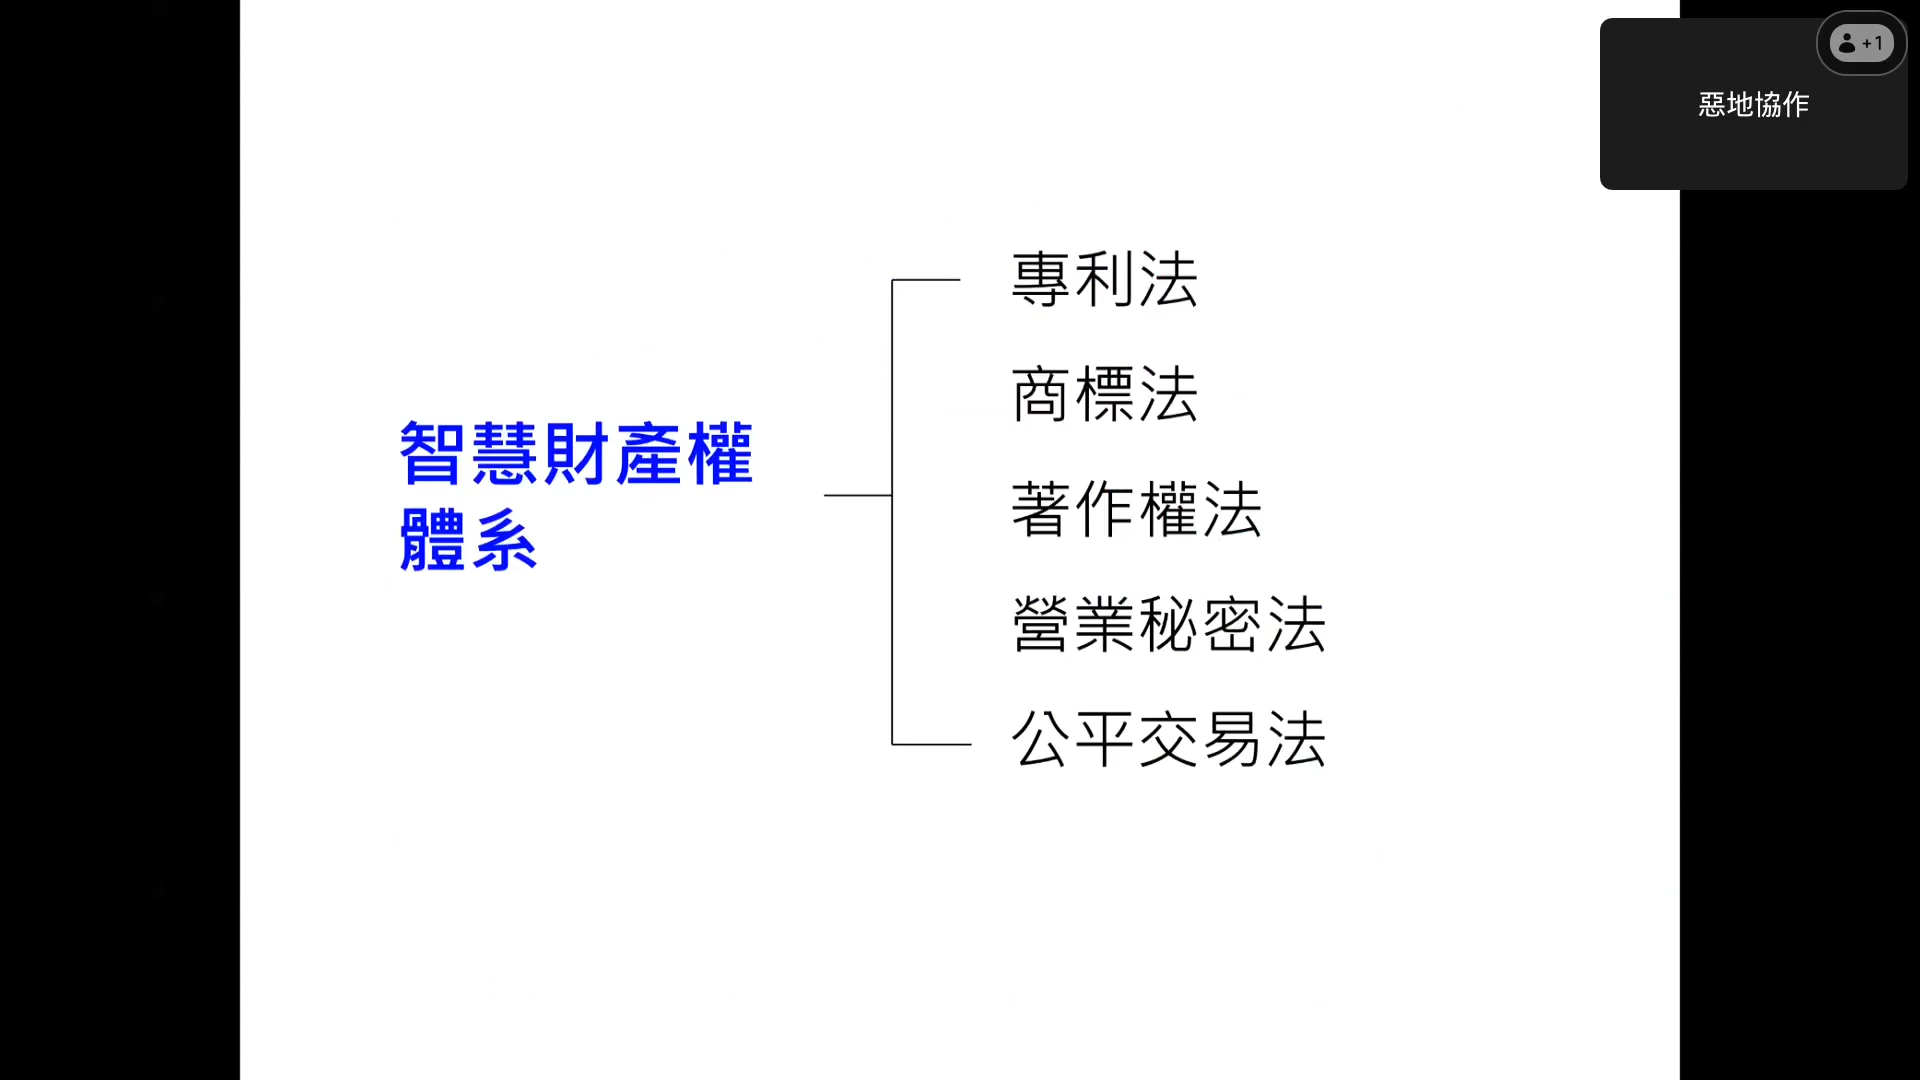 智慧財產權
體系
專利法
商標法
著作權法
營業秘密法
公平交易法
+1
惡地協作